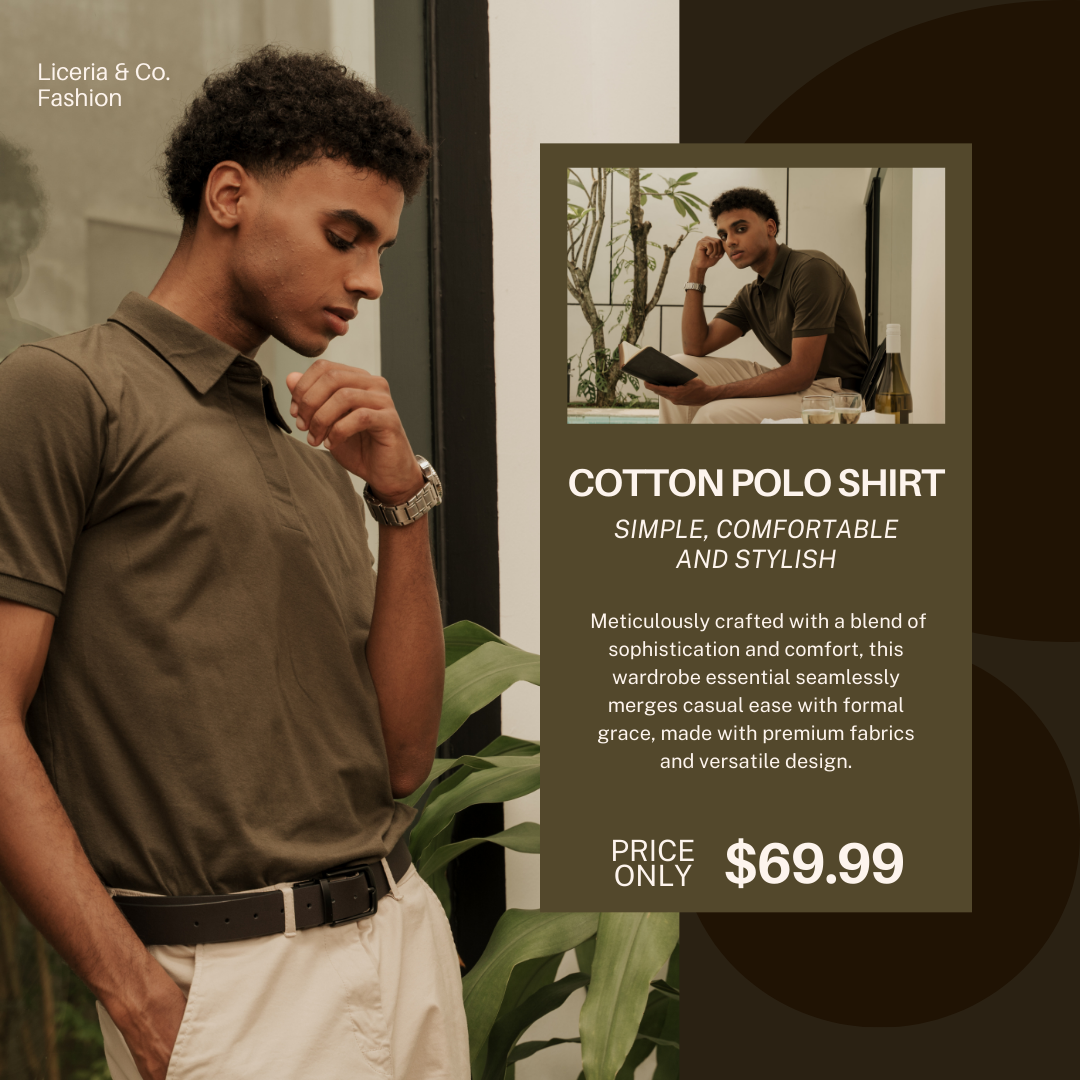 Liceria & Co.
Fashion
COTTON POLO SHIRT
SIMPLE, COMFORTABLE
AND STYLISH
Meticulously crafted with a blend of
sophistication and comfort, this
wardrobe essential seamlessly
merges casual ease with formal
grace, made with premium fabrics
and versatile design.
PRICE
ONLY
$69.99